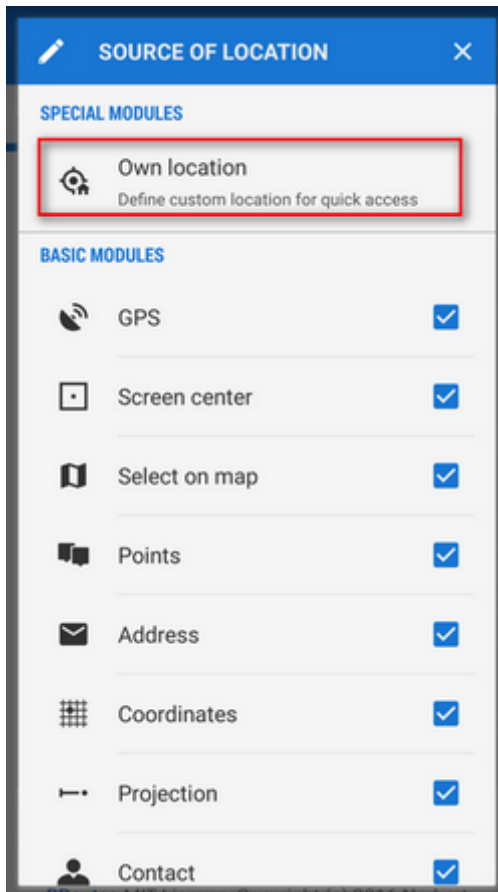 SOURCE OF LOCATION
SPECIAL MODULES
Own location
Define custom location for quick access
BASIC MODULES
GPS
Screen center
Select on map
Points
Address
Coordinates
Projection
Contact